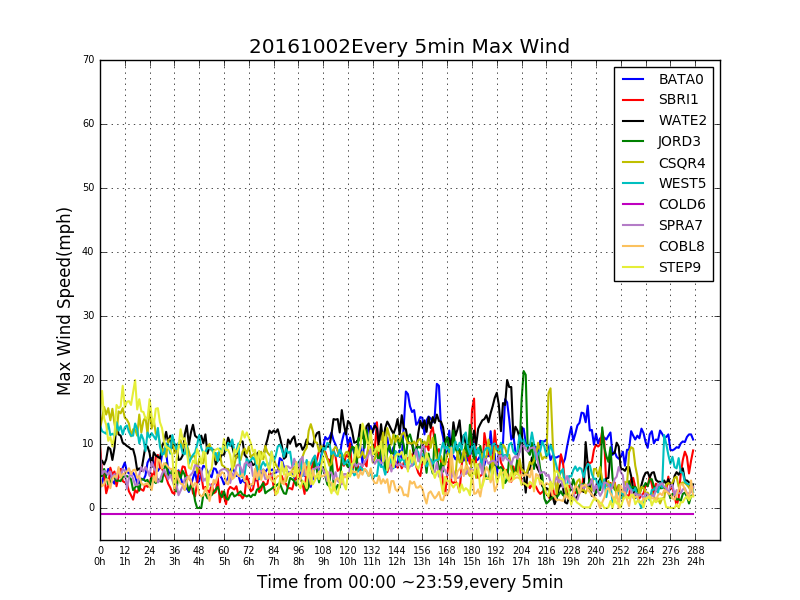 20161002Every 5min Max Wind
Max Wind Speed(mph)
70
60
50
40
30
20
10
0
BATA0
SBRI1
WATE2
JORD3
CSQR4
WEST5
COLD6
SPRA7
COBL8
STEP9
0 12 24 36 48 60 72 84 96 108 120 132 144 156 168 180 192 204 216 228 240 252 264 276 288
0h 1h 2h 3h 4h 5h 6h 7h 8h 9h 10h 11h 12h 13h 14h 15h 16h 17h 18h 19h 20h 21h 22h 23h 24h
Time from 00:00 ~23:59,every 5min